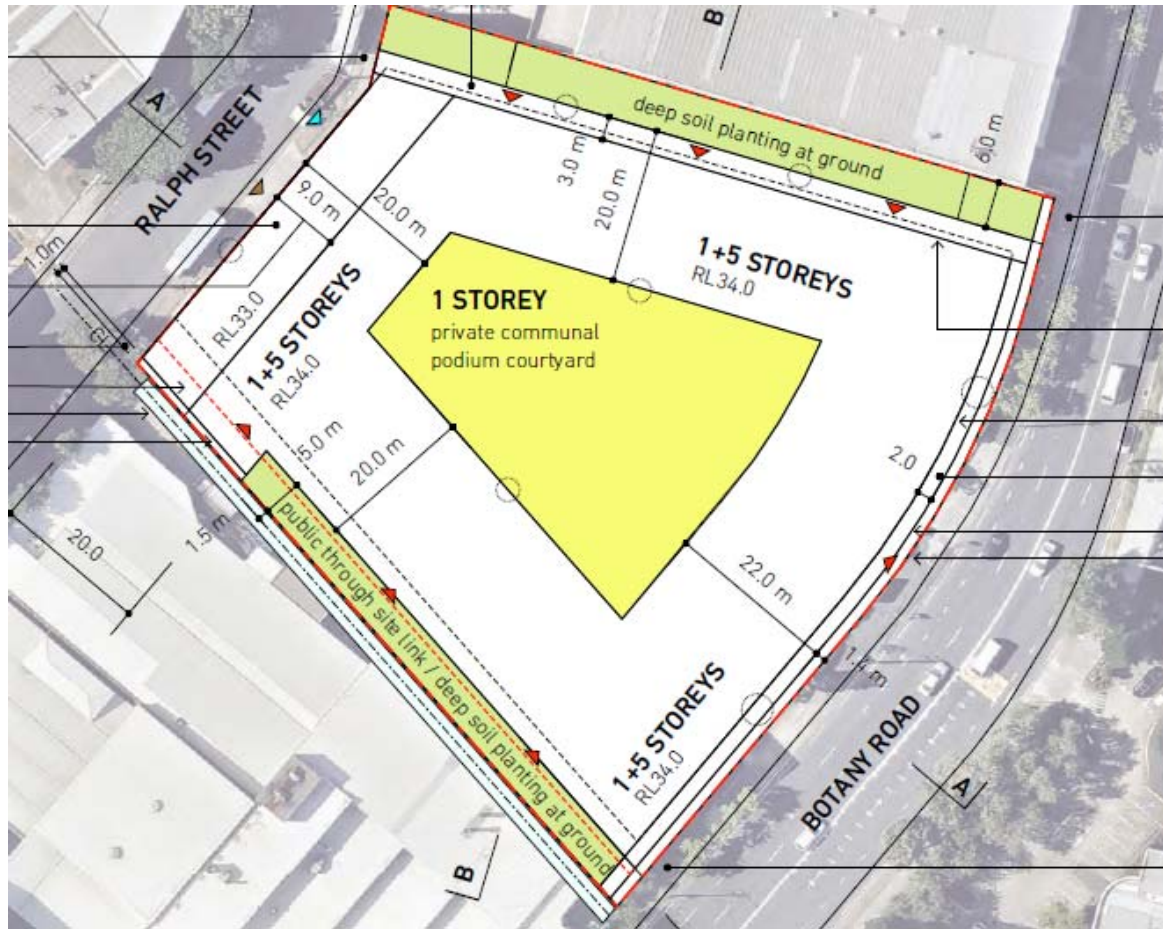 B
A
RALPH STREET
deep soil planting at ground
6.0 m
3.0 m
20.0 m
9.0 m
20.0 m
1+5 STOREYS
RL34.0
1 STOREY
private communal
podium courtyard
1.0m
RL33.0
1+5 STOREYS
RL34.0
5.0 m
20.0 m
2.0
20.0
1.5 m
public through site link / deep soil planting at ground
22.0 m
1.4 m
1+5 STOREYS
RL34.0
BOTANY ROAD
A
B